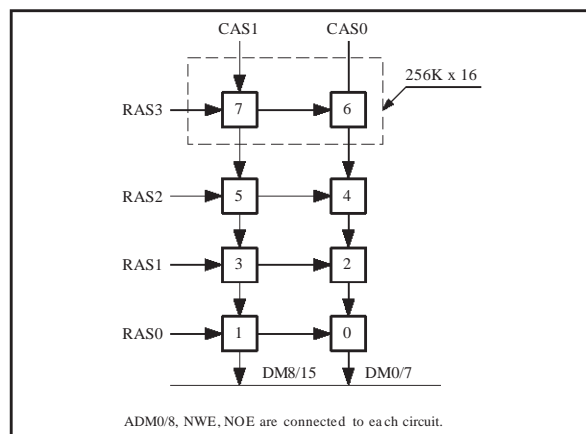 CAS1 CAS0
256K x 16
RAS3 7 6
RAS2 5 4
RAS1 3 2
RAS0 1 0
DM8/15 DM0/7
ADM0/8, NWE, NOE are connected to each circuit.